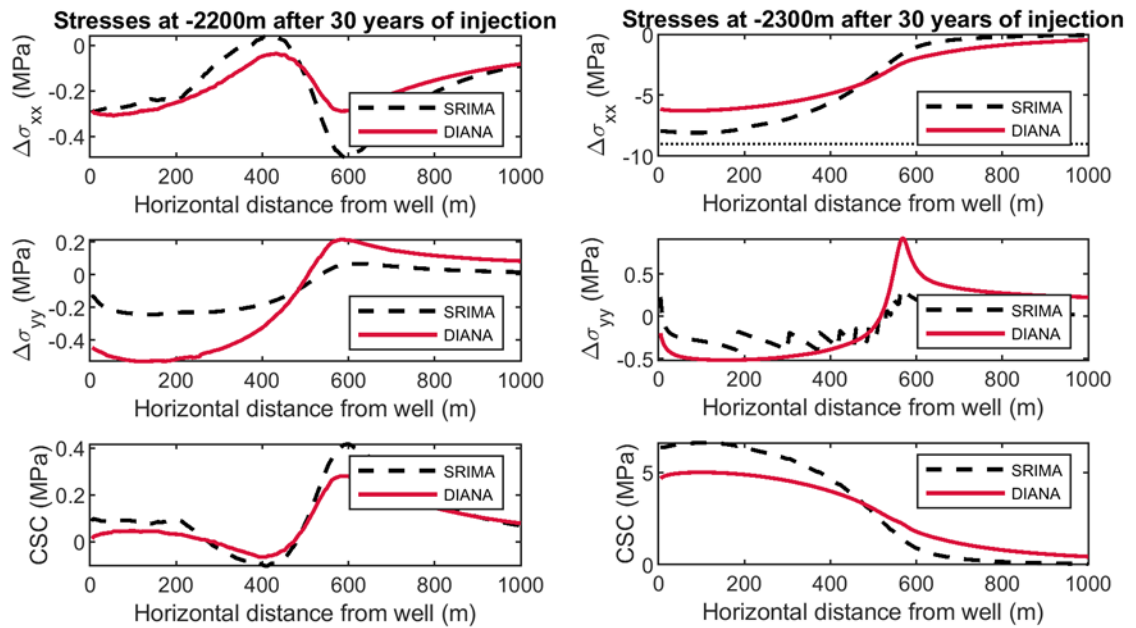 Stresses at -2200m after 30 years of injection
Δσxx (MPa)
0
-0.2
-0.4
SRIMA
DIANA
0 200 400 600 800 1000
Horizontal distance from well (m)
Δσyy (MPa)
0.2
0
-0.2
-0.4
SRIMA
DIANA
0 200 400 600 800 1000
Horizontal distance from well (m)
CSC (MPa)
0.4
0.2
0
SRIMA
DIANA
0 200 400 600 800 1000
Horizontal distance from well (m)
Stresses at -2300m after 30 years of injection
Δσxx (MPa)
0
-5
-10
SRIMA
DIANA
0 200 400 600 800 1000
Horizontal distance from well (m)
Δσyy (MPa)
0.5
0
-0.5
SRIMA
DIANA
0 200 400 600 800 1000
Horizontal distance from well (m)
CSC (MPa)
5
0
SRIMA
DIANA
0 200 400 600 800 1000
Horizontal distance from well (m)